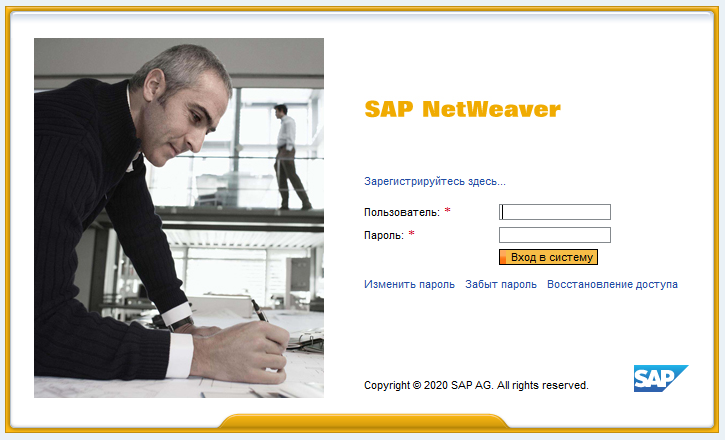 SAP NetWeaver
Зарегистрируйтесь здесь...
Пользователь: *
Пароль: *
Вход в систему
Изменить пароль Забыт пароль Восстановление доступа
Copyright © 2020 SAP AG. All rights reserved.
SAP